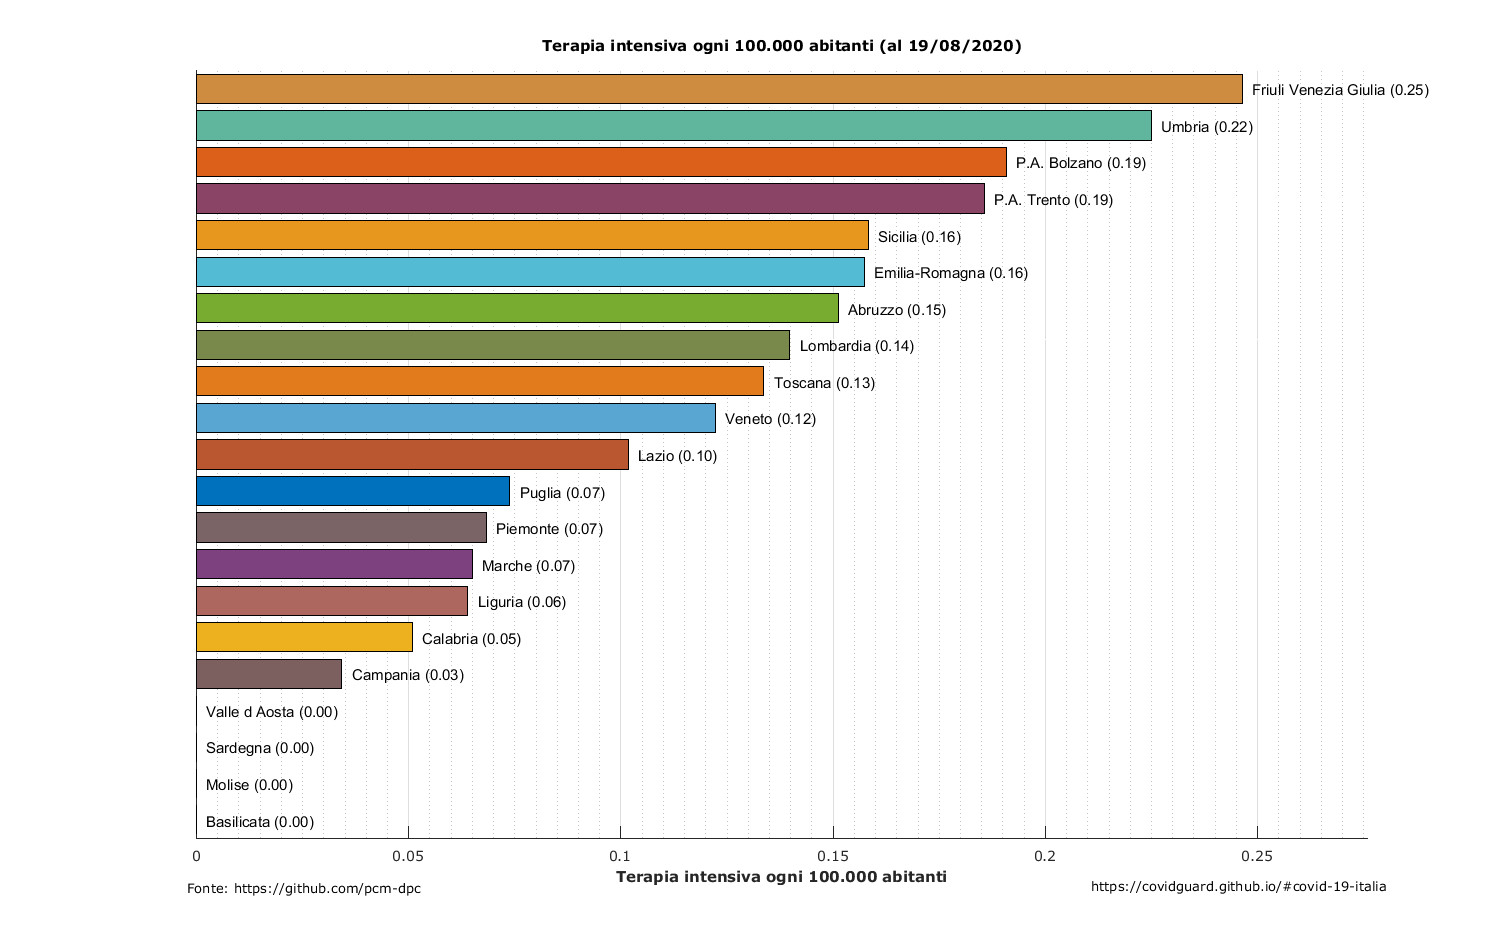 Terapia intensiva ogni 100.000 abitanti (al 19/08/2020)
Friuli Venezia Giulia (0.25)
Umbria (0.22)
P.A. Bolzano (0.19)
P.A. Trento (0.19)
Sicilia (0.16)
Emilia-Romagna (0.16)
Abruzzo (0.15)
Lombardia (0.14)
Toscana (0.13)
Veneto (0.12)
Lazio (0.10)
Puglia (0.07)
Piemonte (0.07)
Marche (0.07)
Liguria (0.06)
Calabria (0.05)
Campania (0.03)
Valle d Aosta (0.00)
Sardegna (0.00)
Molise (0.00)
Basilicata (0.00)
0 0.05 0.1 0.15 0.2 0.25
Terapia intensiva ogni 100.000 abitanti
Fonte: https://github.com/pcm-dpc
https://covidguard.github.io/#covid-19-italia